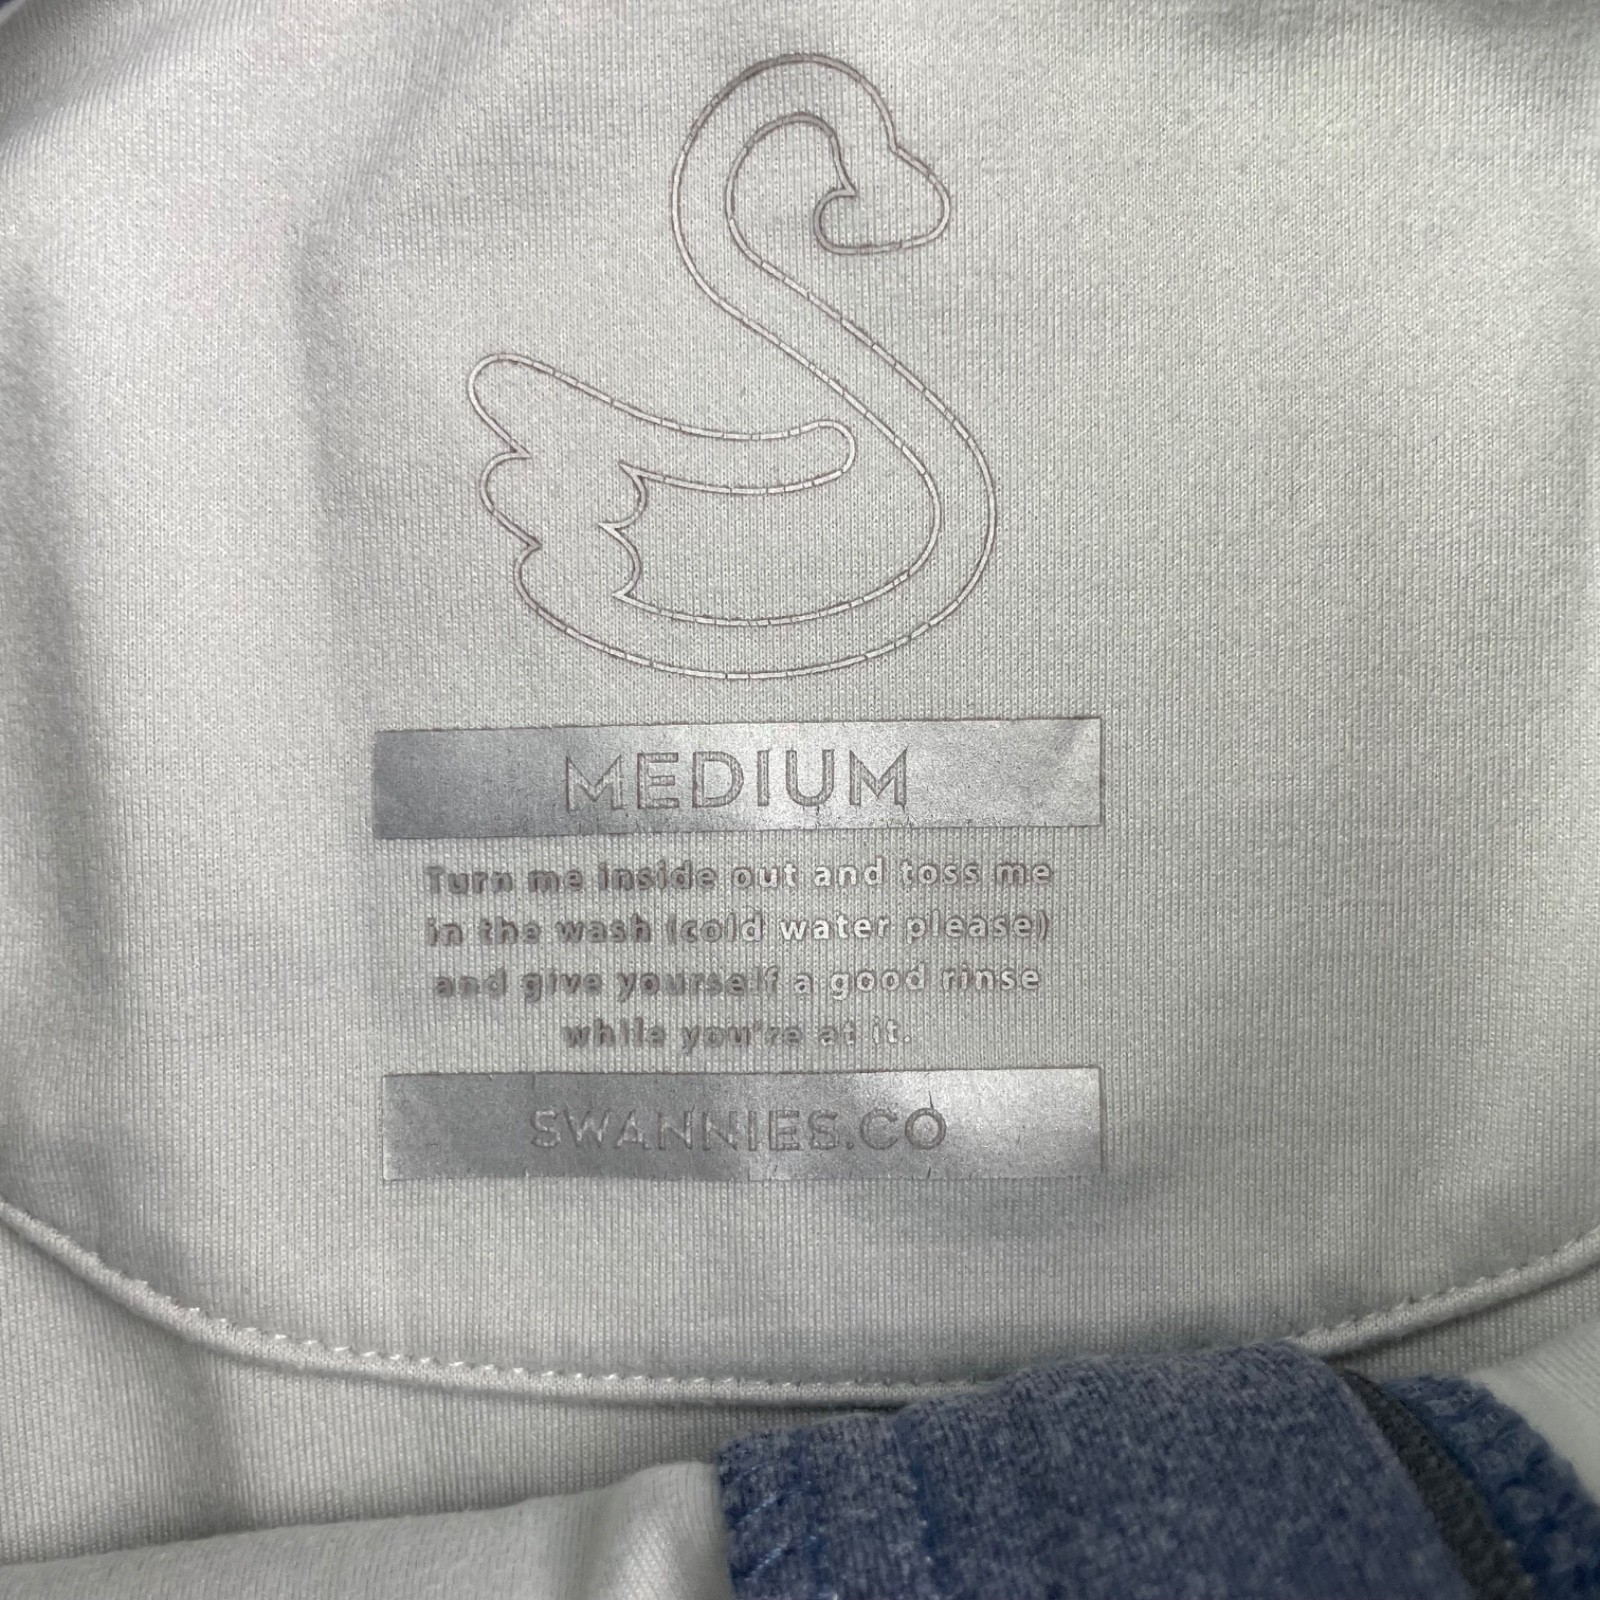 MEDIUM
Turn me inside out and toss me
in the wash (cold water please)
and give yourself a good rinse
while you're at it.
SWANNIES.CO